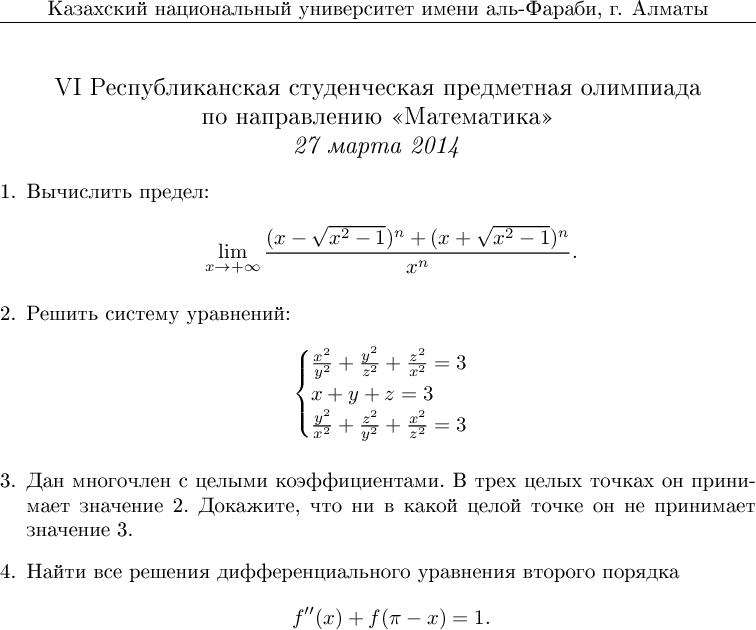 Казахский национальный университет имени аль-Фараби, г. Алматы
VI Республиканская студенческая предметная олимпиада
по направлению «Математика»
27 марта 2014
1. Вычислить предел:
\lim_{x \to +\infty} \frac{(x - \sqrt{x^2 - 1})^n + (x + \sqrt{x^2 - 1})^n}{x^n}.
2. Решить систему уравнений:
\begin{cases} \frac{x^2}{y^2} + \frac{y^2}{z^2} + \frac{z^2}{x^2} = 3 \\
x + y + z = 3 \\
\frac{y^2}{x^2} + \frac{z^2}{y^2} + \frac{x^2}{z^2} = 3 \end{cases}
3. Дан многочлен с целыми коэффициентами. В трех целых точках он прини-
мает значение 2. Докажите, что ни в какой целой точке он не принимает
значение 3.
4. Найти все решения дифференциального уравнения второго порядка
f''(x) + f(π − x) = 1.